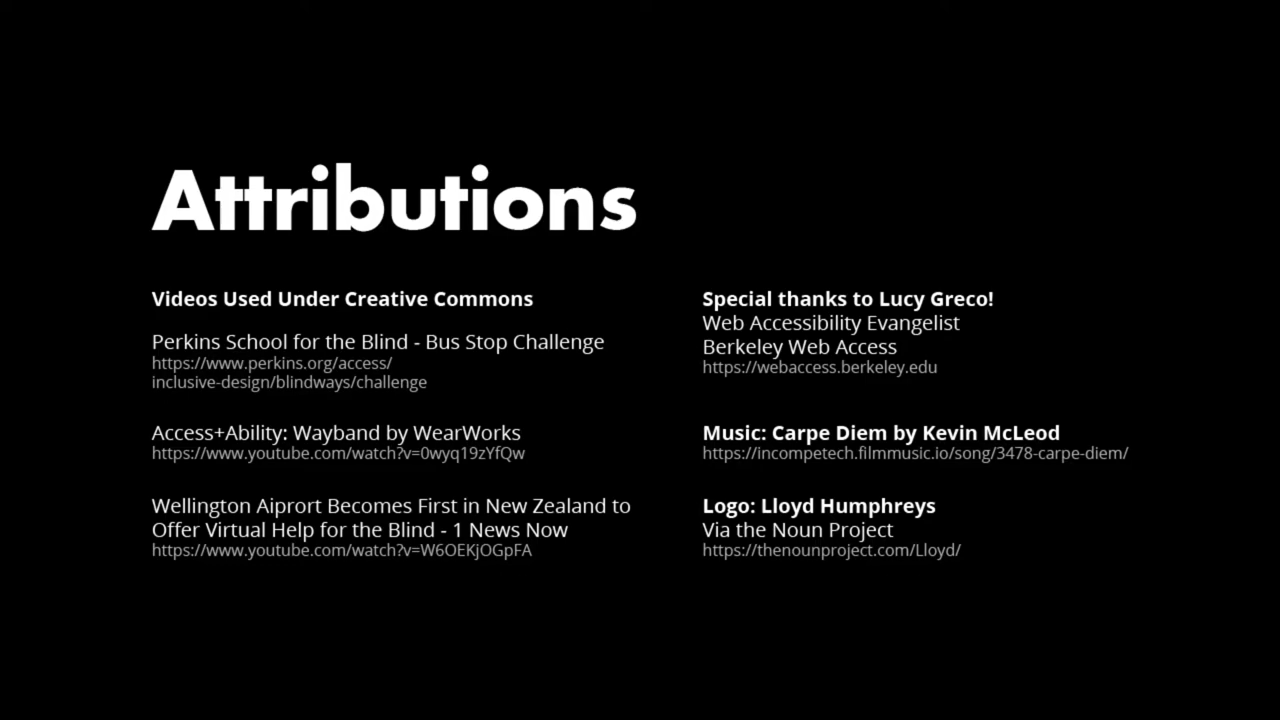 Attributions
Videos Used Under Creative Commons
Perkins School for the Blind - Bus Stop Challenge
https://www.perkins.org/access/
inclusive-design/blindways/challenge
Access+Ability: Wayband by WearWorks
https://www.youtube.com/watch?v=0wyq19zYfQw
Wellington Aiprort Becomes First in New Zealand to
Offer Virtual Help for the Blind - 1 News Now
https://www.youtube.com/watch?v=W6OEKjOGpFA
Special thanks to Lucy Greco!
Web Accessibility Evangelist
Berkeley Web Access
https://webaccess.berkeley.edu
Music: Carpe Diem by Kevin McLeod
https://incompetech.filmmusic.io/song/3478-carpe-diem/
Logo: Lloyd Humphreys
Via the Noun Project
https://thenounproject.com/Lloyd/